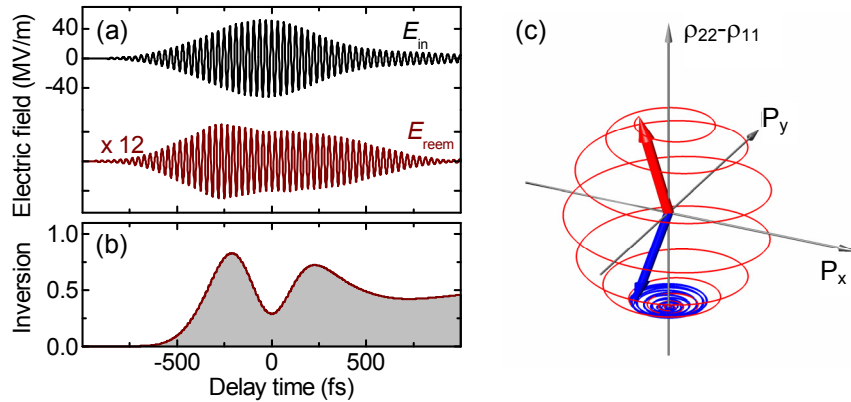 (a)
E_in
40
0
-40
Electric field (MV/m)
x 12
E_reem
(b)
1.0
0.5
0.0
Inversion
-500 0 500
Delay time (fs)
(c)
ρ22-ρ11
Py
Px